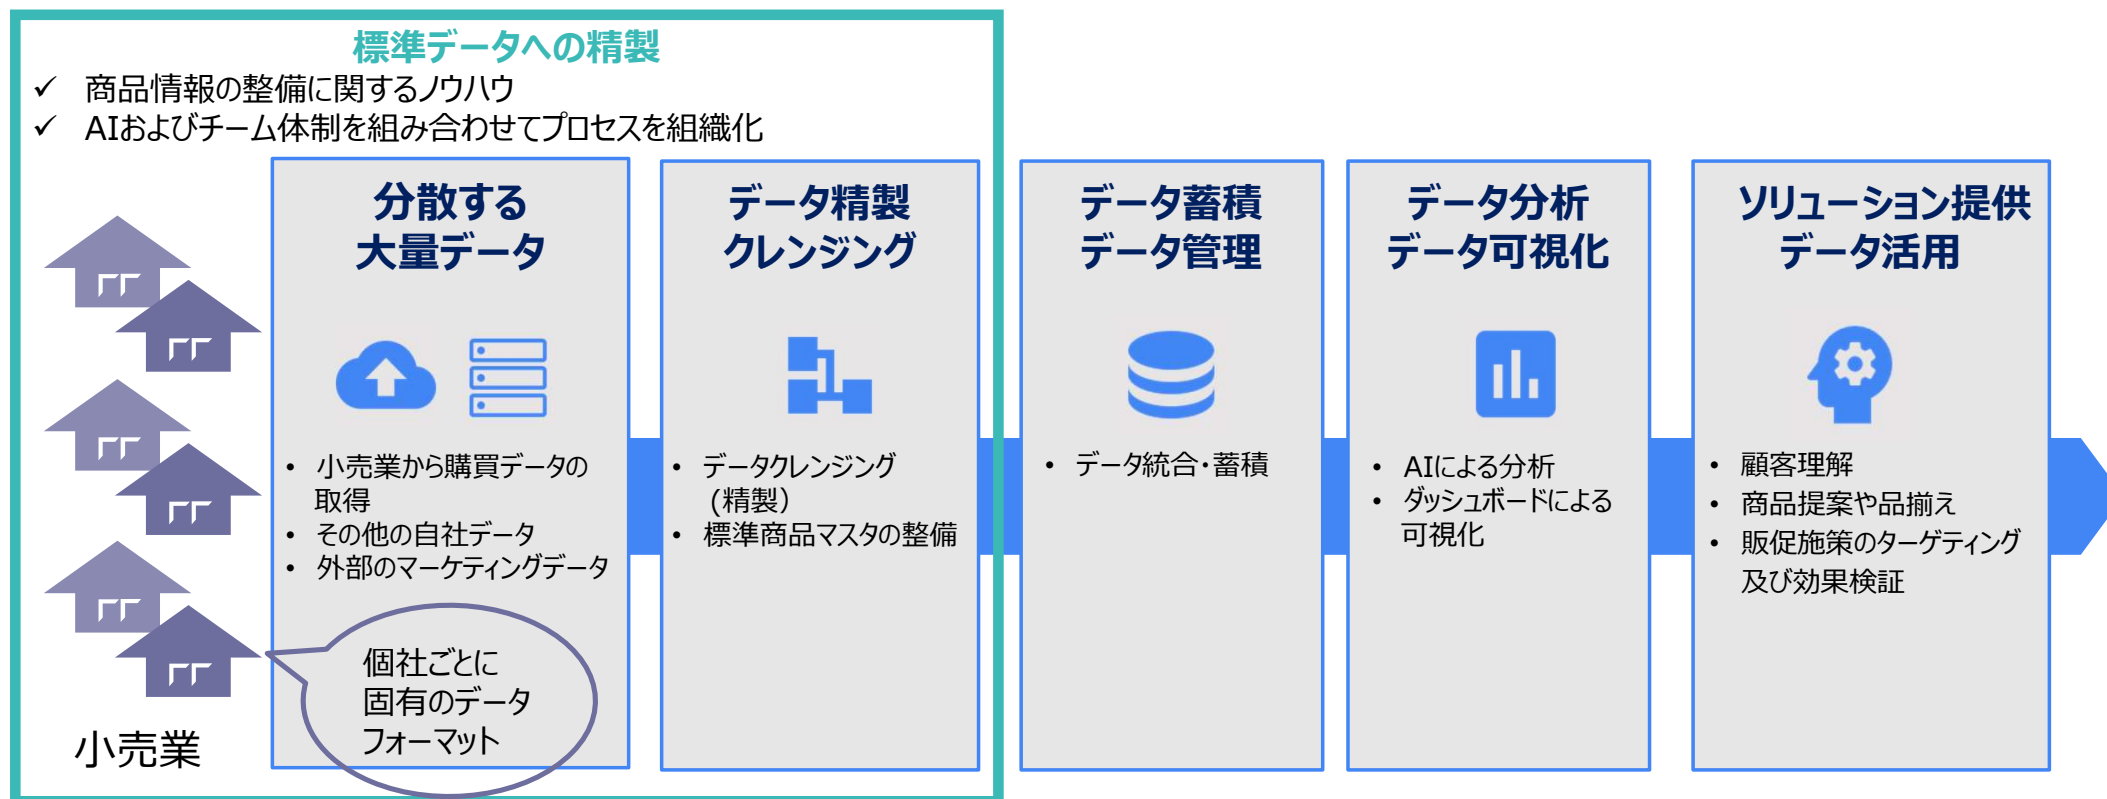 標準データへの精製
✓ 商品情報の整備に関するノウハウ
✓ AIおよびチーム体制を組み合わせてプロセスを組織化
小売業
分散する
大量データ
• 小売業から購買データの
取得
• その他の自社データ
• 外部のマーケティングデータ
個社ごとに
固有のデータ
フォーマット
データ精製
クレンジング
• データクレンジング
(精製）
• 標準商品マスタの整備
データ蓄積
データ管理
• データ統合・蓄積
データ分析
データ可視化
• AIによる分析
• ダッシュボードによる
可視化
ソリューション提供
データ活用
• 顧客理解
• 商品提案や品揃え
• 販促施策のターゲティング
及び効果検証